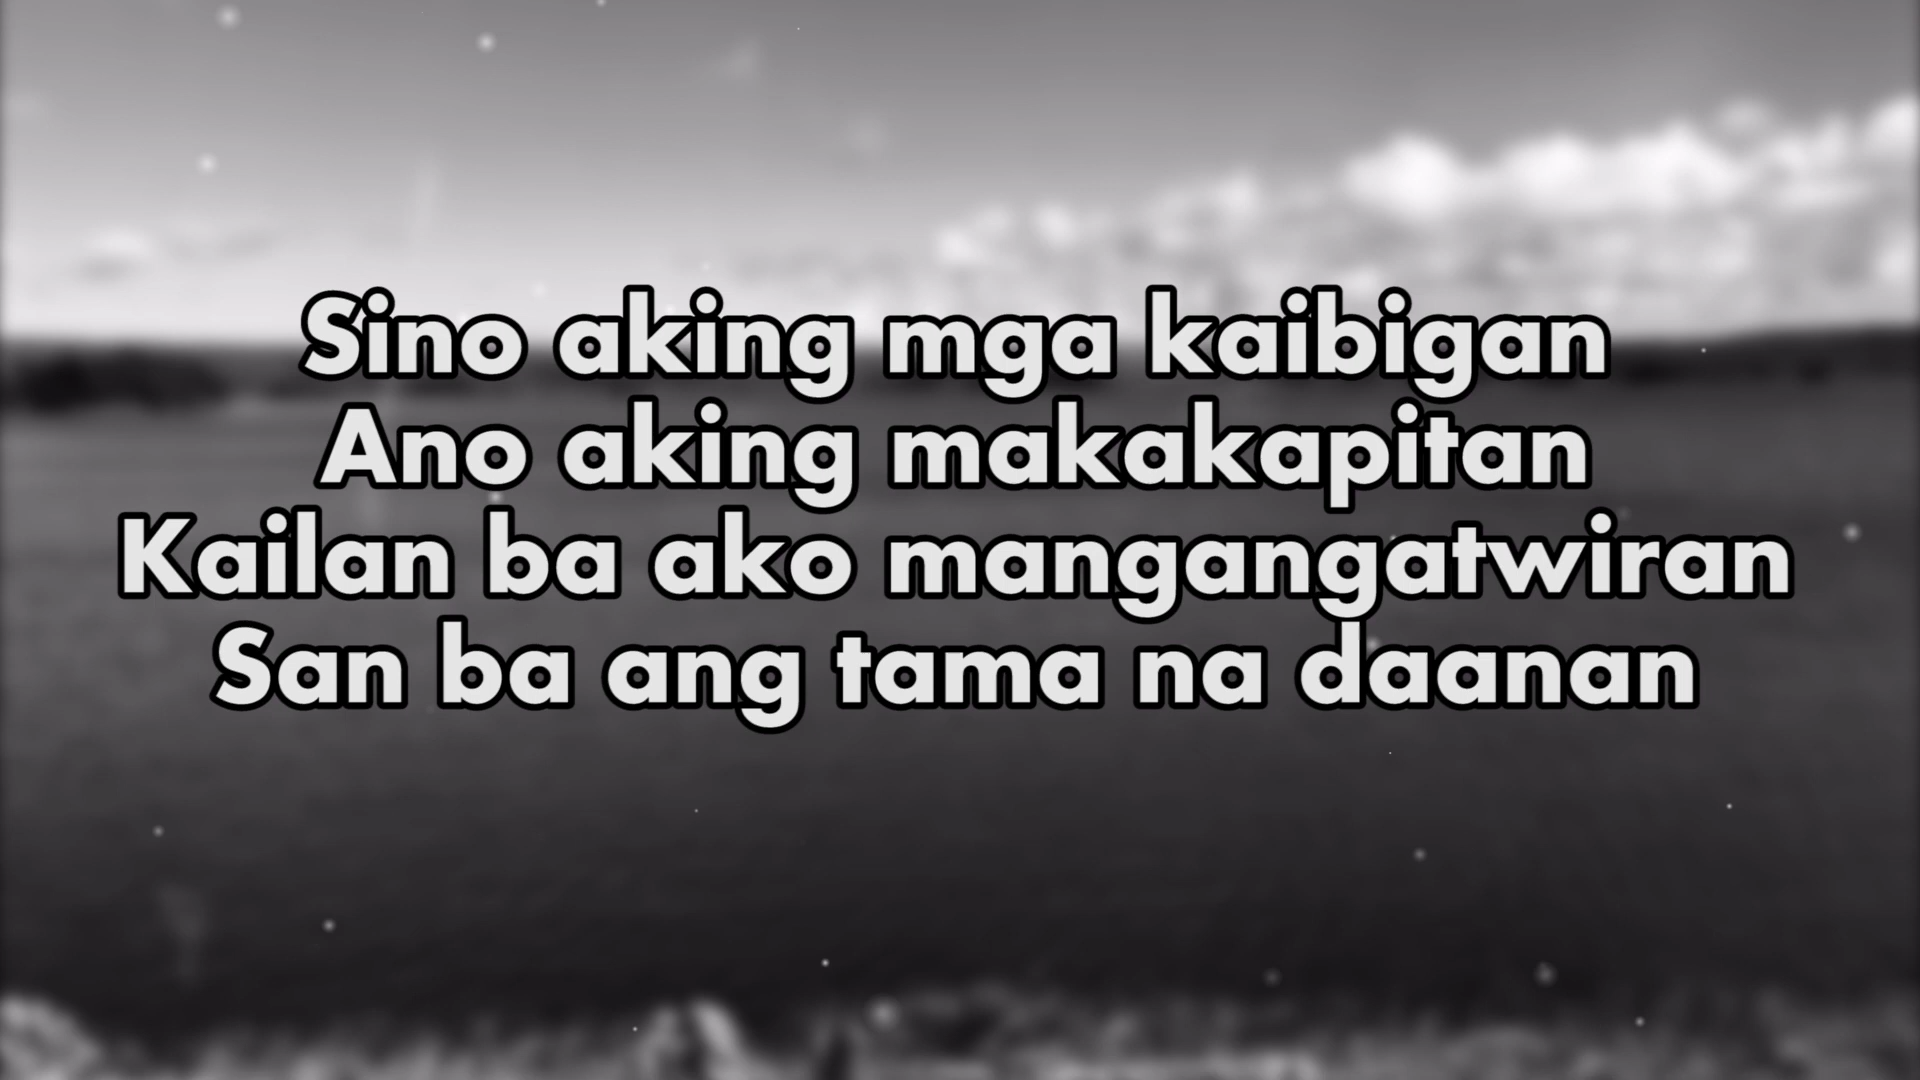 Sino aking mga kaibigan
Ano aking makakapitan
Kailan ba ako mangangatwiran
San ba ang tama na daanan